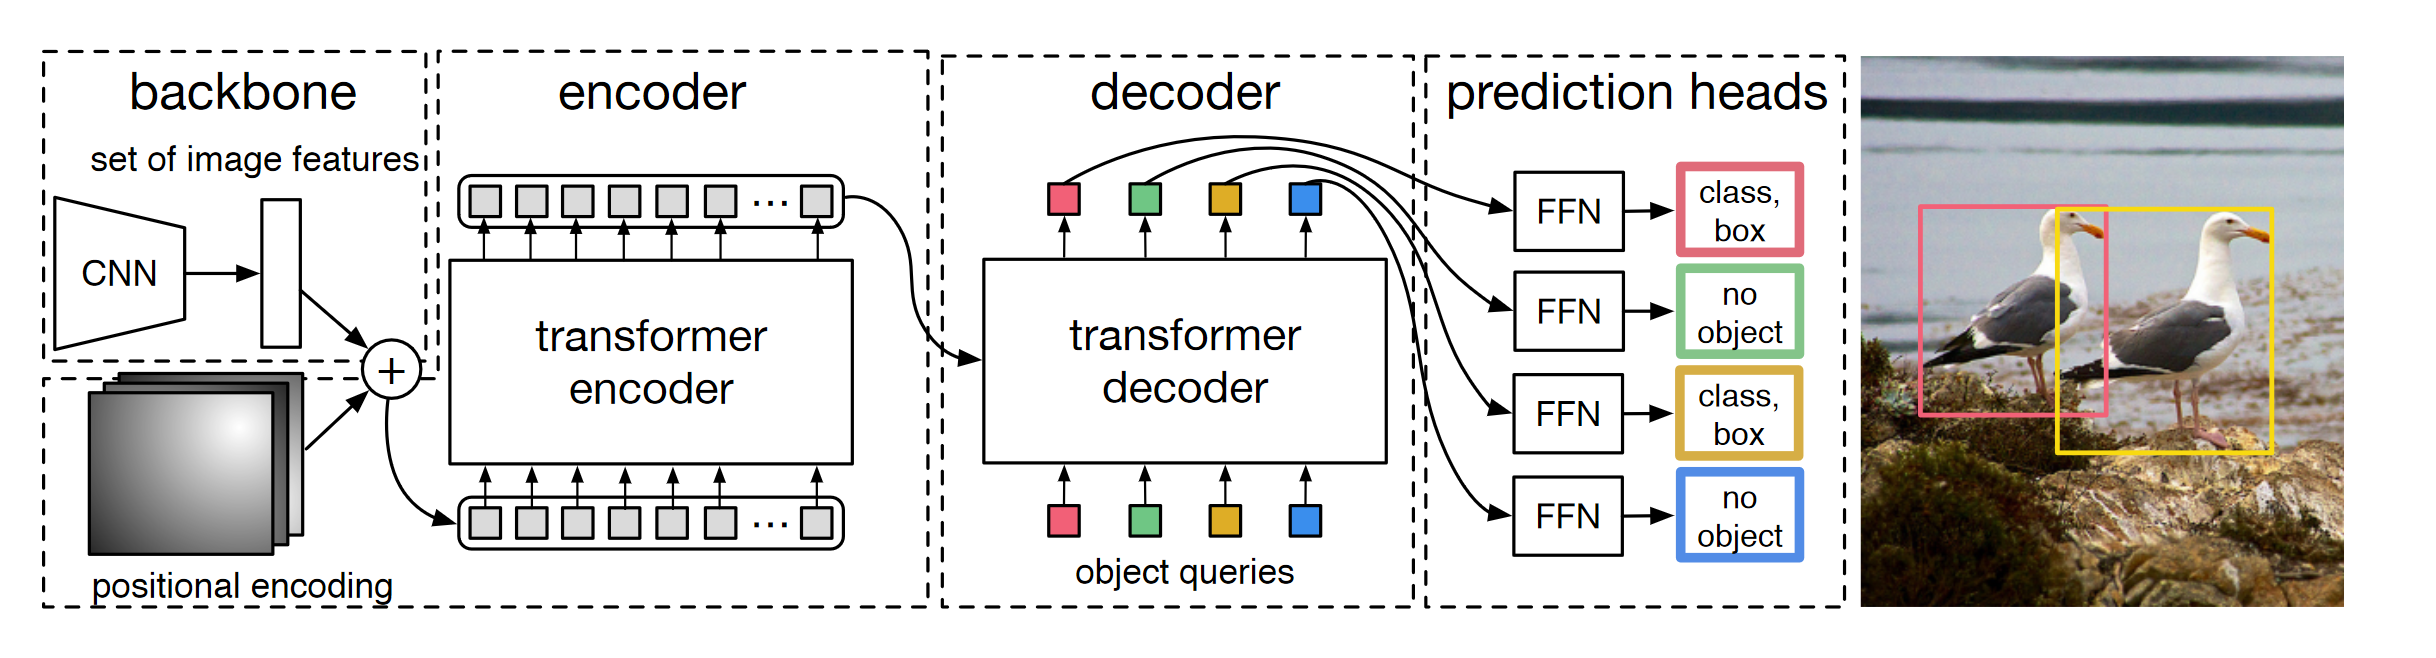 backbone
set of image features
CNN
+
positional encoding
encoder
...
transformer
encoder
...
decoder
transformer
decoder
object queries
prediction heads
FFN
class,
box
FFN
no
object
FFN
class,
box
FFN
no
object